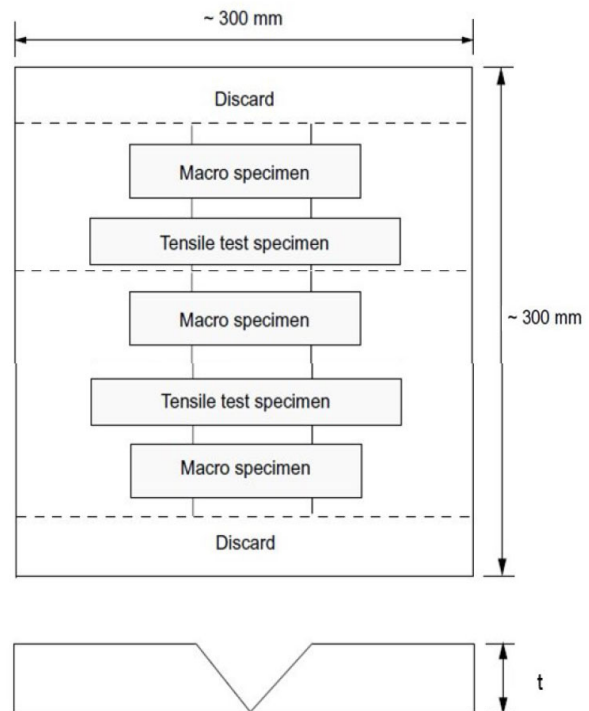 ~ 300 mm
Discard
Macro specimen
Tensile test specimen
Macro specimen
~ 300 mm
Tensile test specimen
Macro specimen
Discard
t